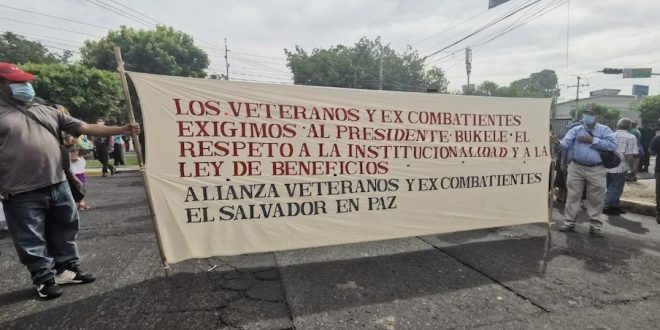 LOS VETERANOS Y EX COMBATIENTES
EXIGIMOS AL PRESIDENTE BUKELE EL
RESPETO A LA INSTITUCIONALIDAD Y A LA
LEY DE BENEFICIOS
ALIANZA VETERANOS Y EX COMBATIENTES
EL SALVADOR EN PAZ